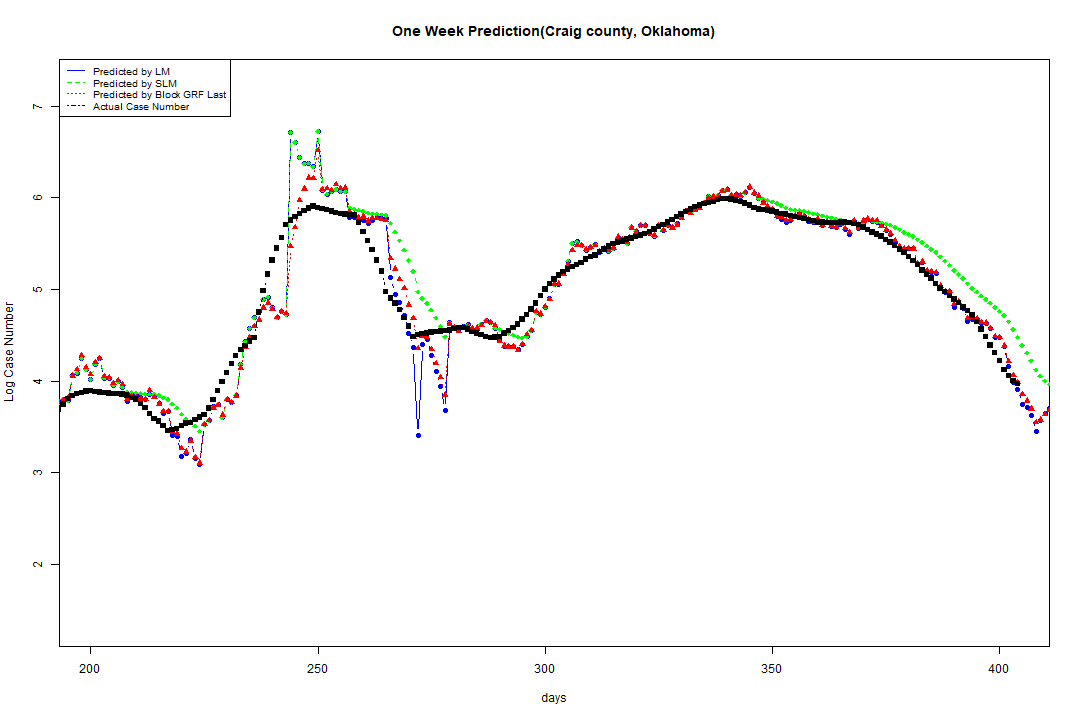 One Week Prediction(Craig county, Oklahoma)
Predicted by LM
Predicted by SLM
Predicted by Block GRF Last
Actual Case Number
Log Case Number
7
6
5
4
3
2
200 250 300 350 400
days